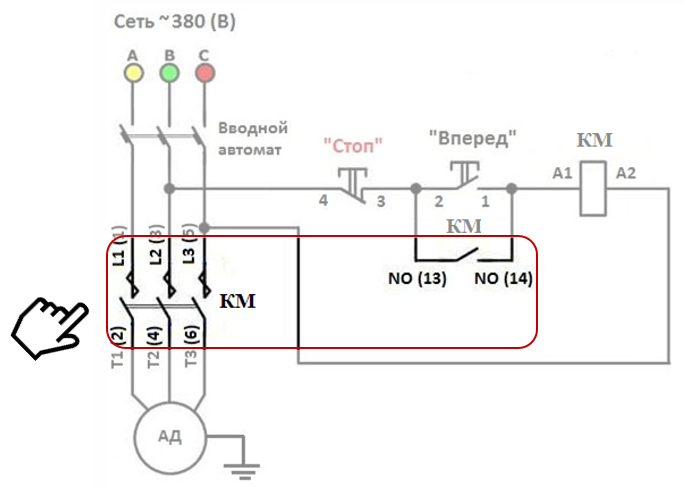 Сеть ~380 (В)
A B C
Вводной
автомат
"Стоп"
"Вперед"
КМ
4 3 2 1 A1 A2
КМ
NO (13) NO (14)
L1 (1) L2 (3) L3 (5)
КМ
T1 (2) T2 (4) T3 (6)
АД